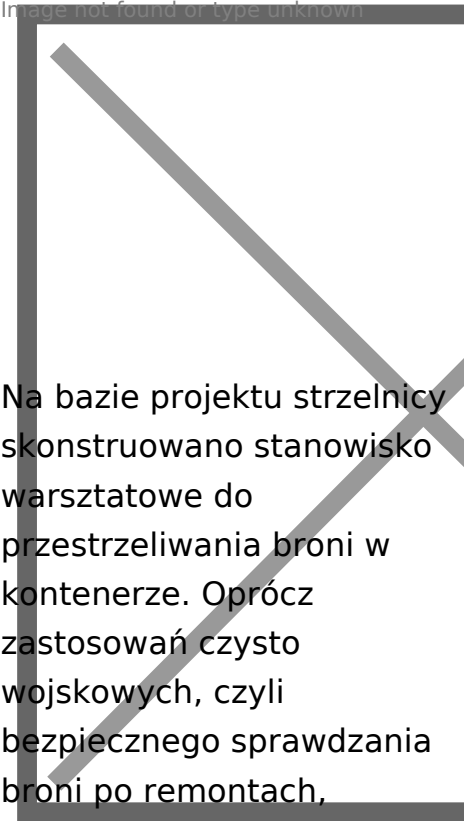 Image not found or type unknown
Na bazie projektu strzelnicy
skonstruowano stanowisko
warsztatowe do
przestrzeliwania broni w
kontenerze. Oprócz
zastosowań czysto
wojskowych, czyli
bezpiecznego sprawdzania
broni po remontach,